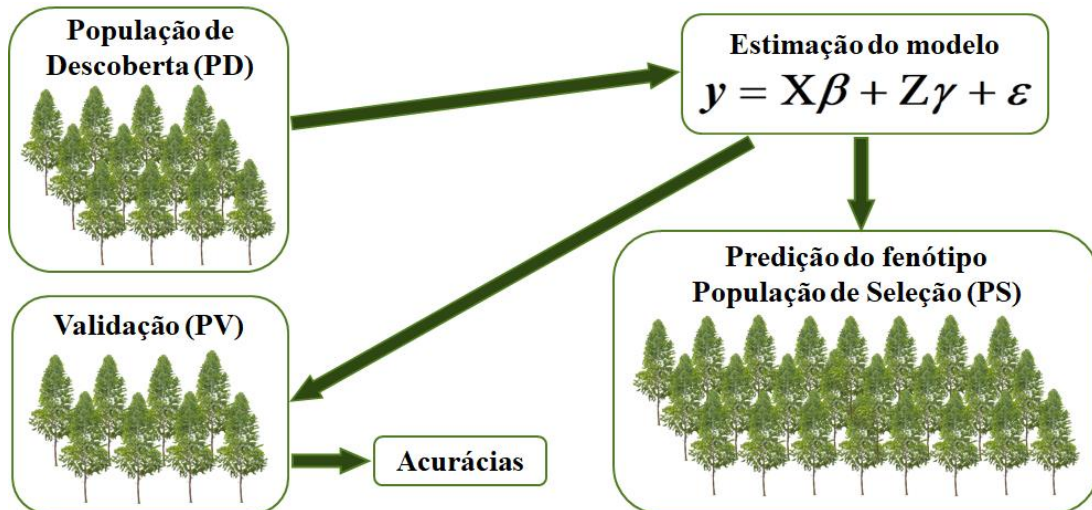 População de
Descoberta (PD)
Estimação do modelo
y = Xβ + Zγ + ε
Predição do fenótipo
População de Seleção (PS)
Validação (PV)
Acurácias